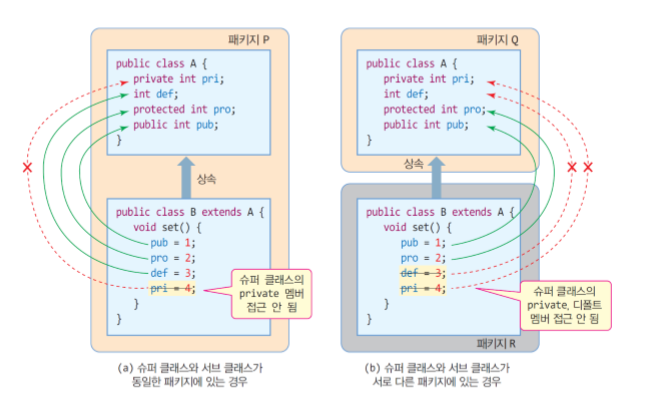 패키지 P
public class A {
private int pri;
int def;
protected int pro;
public int pub;
}
상속
public class B extends A {
void set() {
pub = 1;
pro = 2;
def = 3;
pri = 4;
}
}
슈퍼 클래스의
private 멤버
접근 안 됨
(a) 슈퍼 클래스와 서브 클래스가
동일한 패키지에 있는 경우
패키지 Q
public class A {
private int pri;
int def;
protected int pro;
public int pub;
}
상속
public class B extends A {
void set() {
pub = 1;
pro = 2;
def = 3;
pri = 4;
}
}
슈퍼 클래스의
private, 디폴트
멤버 접근 안 됨
패키지 R
(b) 슈퍼 클래스와 서브 클래스가
서로 다른 패키지에 있는 경우